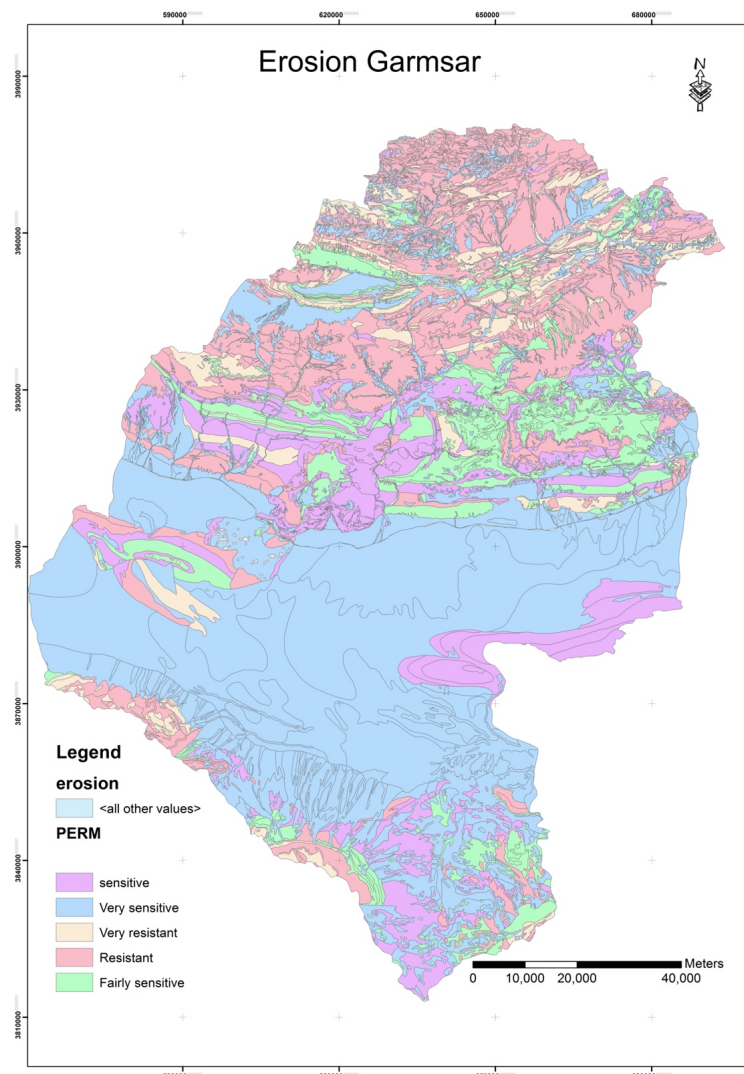 590000
620000
650000
680000
Erosion Garmsar
N
3990000
3960000
3930000
3900000
3870000
3840000
3810000
Legend
erosion
<all other values>
PERM
sensitive
Very sensitive
Very resistant
Resistant
Fairly sensitive
Meters
0 10,000 20,000 40,000